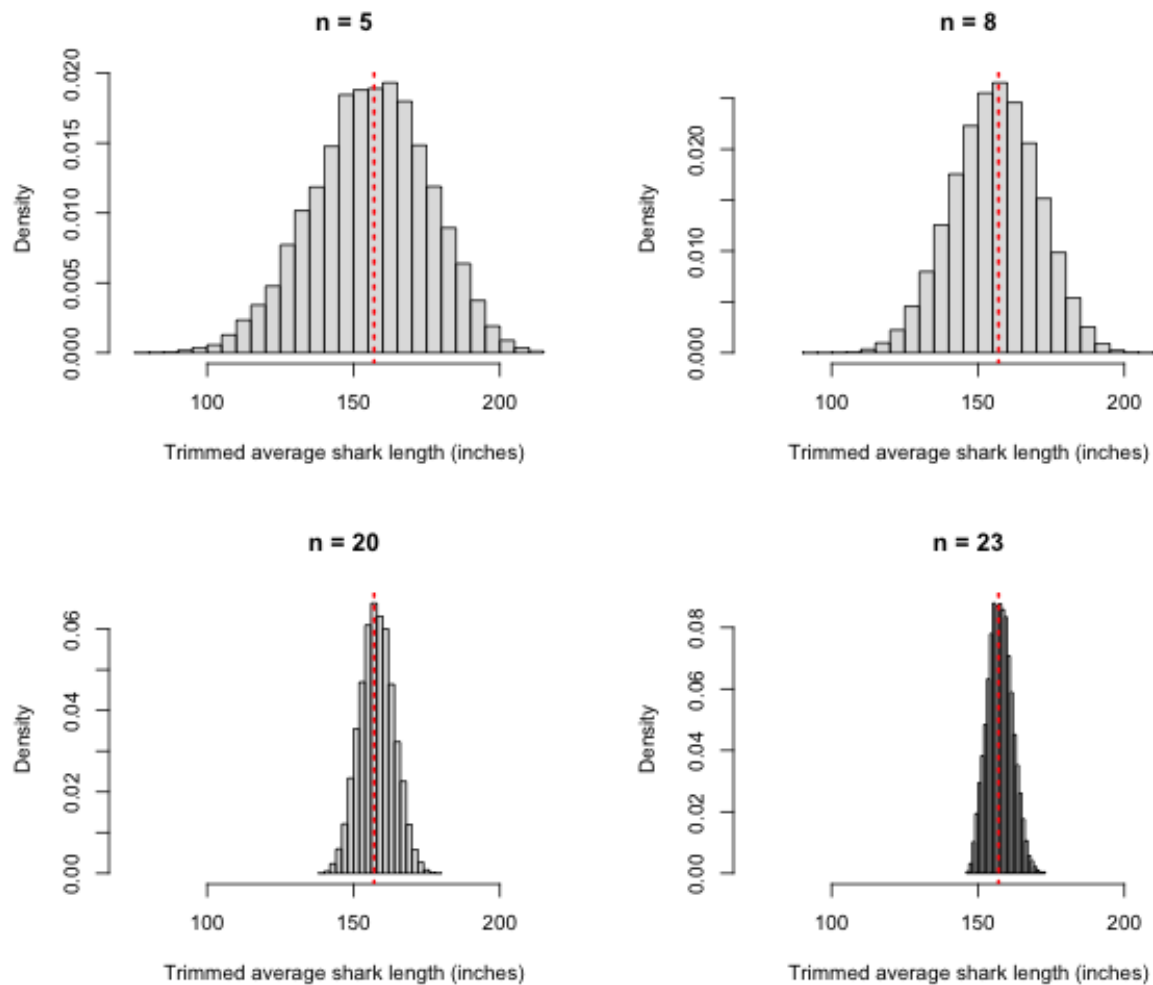 n = 5
Density
0.000 0.005 0.010 0.015 0.020
100 150 200
Trimmed average shark length (inches)
n = 8
Density
0.000 0.010 0.020
100 150 200
Trimmed average shark length (inches)
n = 20
Density
0.00 0.02 0.04 0.06
100 150 200
Trimmed average shark length (inches)
n = 23
Density
0.00 0.02 0.04 0.06 0.08
100 150 200
Trimmed average shark length (inches)